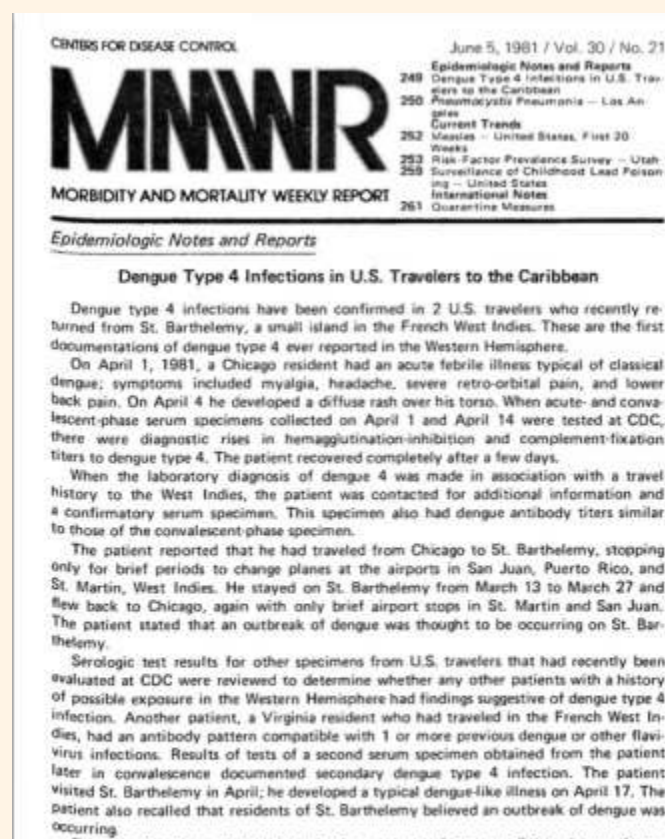 CENTERS FOR DISEASE CONTROL
June 5, 1981 / Vol. 30 / No. 21
MMWR
MORBIDITY AND MORTALITY WEEKLY REPORT
Epidemiologic Notes and Reports
249 Dengue Type 4 Infections in U.S. Trav-
elers to the Caribbean
250 Pneumocystis Pneumonia – Los An-
geles
Current Trends
252 Measles – United States, First 20
Weeks
253 Risk-Factor Prevalence Survey – Utah
259 Surveillance of Childhood Lead Poison-
ing – United States
International Notes
261 Quarantine Measures
Epidemiologic Notes and Reports
Dengue Type 4 Infections in U.S. Travelers to the Caribbean
Dengue type 4 infections have been confirmed in 2 U.S. travelers who recently re-
turned from St. Barthelemy, a small island in the French West Indies. These are the first
documentations of dengue type 4 ever reported in the Western Hemisphere.
On April 1, 1981, a Chicago resident had an acute febrile illness typical of classical
dengue; symptoms included myalgia, headache, severe retro-orbital pain, and lower
back pain. On April 4 he developed a diffuse rash over his torso. When acute- and conva-
lescent-phase serum specimens collected on April 1 and April 14 were tested at CDC,
there were diagnostic rises in hemagglutination-inhibition and complement-fixation
titers to dengue type 4. The patient recovered completely after a few days.
When the laboratory diagnosis of dengue 4 was made in association with a travel
history to the West Indies, the patient was contacted for additional information and
a confirmatory serum specimen. This specimen also had dengue antibody titers similar
to those of the convalescent-phase specimen.
The patient reported that he had traveled from Chicago to St. Barthelemy, stopping
only for brief periods to change planes at the airports in San Juan, Puerto Rico, and
St. Martin, West Indies. He stayed on St. Barthelemy from March 13 to March 27 and
flew back to Chicago, again with only brief airport stops in St. Martin and San Juan.
The patient stated that an outbreak of dengue was thought to be occurring on St. Bar-
thelemy.
Serologic test results for other specimens from U.S. travelers that had recently been
evaluated at CDC were reviewed to determine whether any other patients with a history
of possible exposure in the Western Hemisphere had findings suggestive of dengue type 4
infection. Another patient, a Virginia resident who had traveled in the French West In-
dies, had an antibody pattern compatible with 1 or more previous dengue or other flavi-
virus infections. Results of tests of a second serum specimen obtained from the patient
later in convalescence documented secondary dengue type 4 infection. The patient
visited St. Barthelemy in April; he developed a typical dengue-like illness on April 17. The
patient also recalled that residents of St. Barthelemy believed an outbreak of dengue was
occurring.